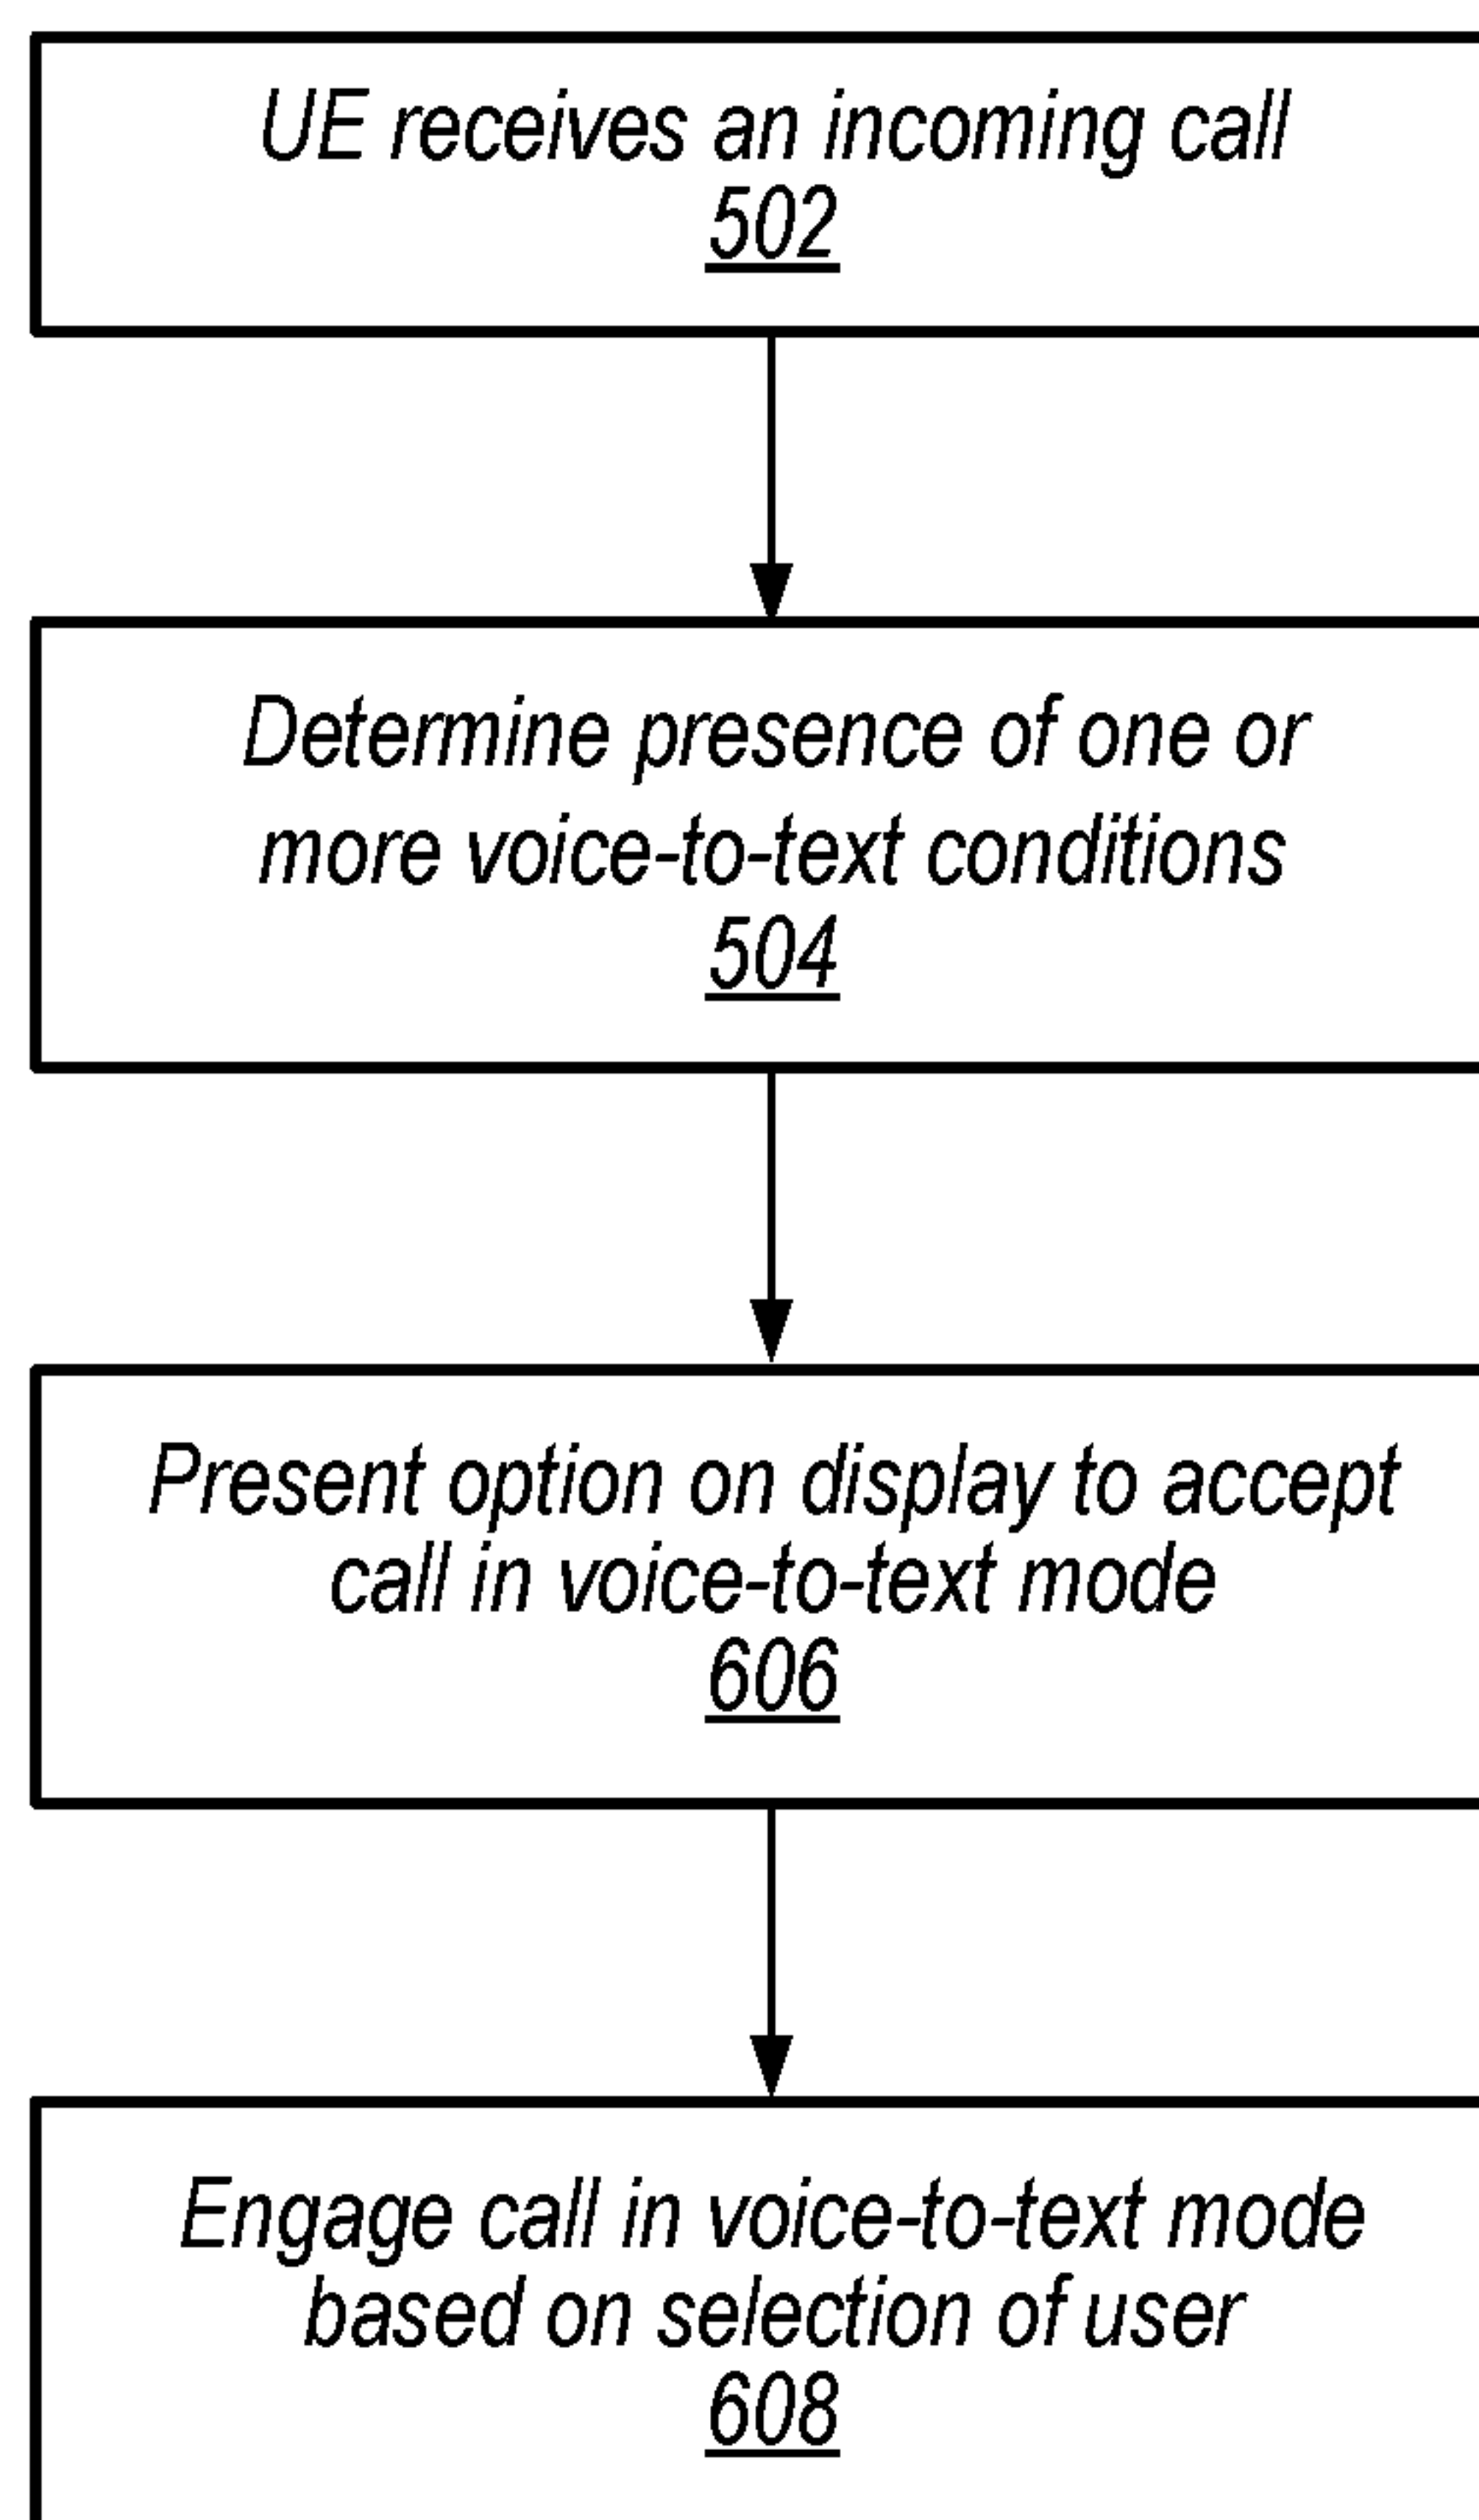 UE receives an incoming call
502
Determine presence of one or
more voice-to-text conditions
504
Present option on display to accept
call in voice-to-text mode
606
Engage call in voice-to-text mode
based on selection of user
608